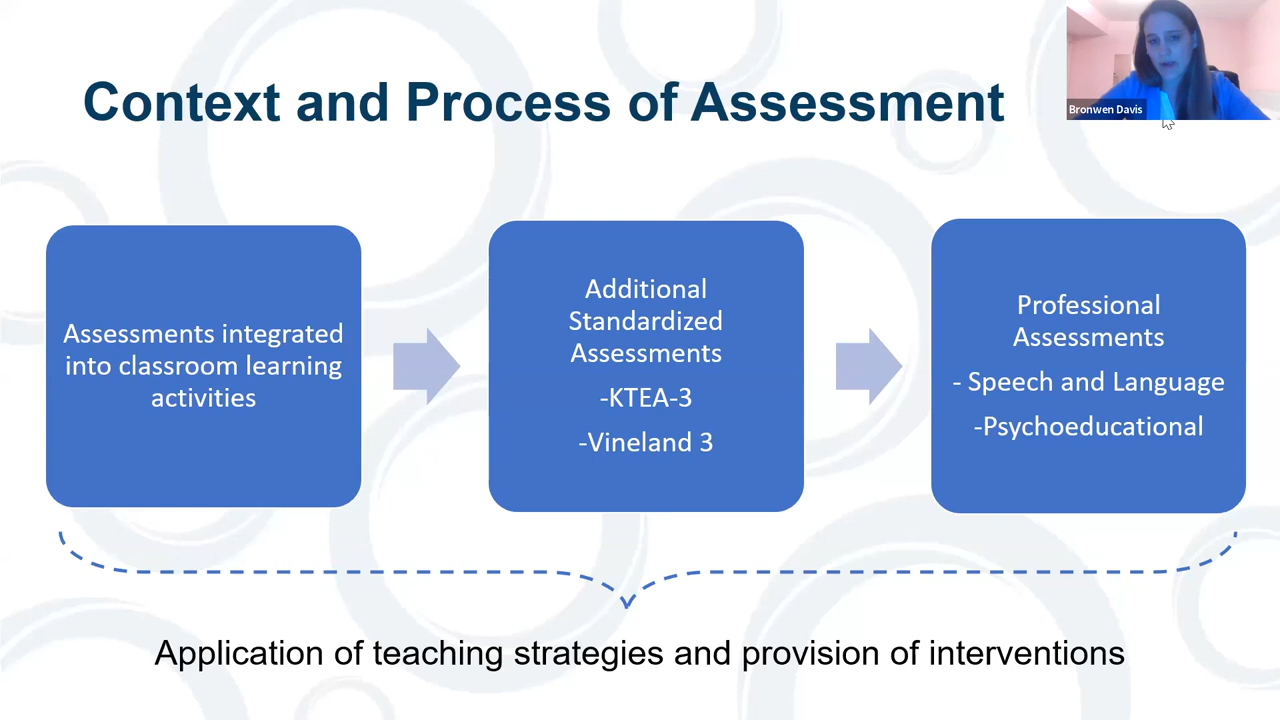 Context and Process of Assessment
Bronwen Davis
Assessments integrated
into classroom learning
activities
Additional
Standardized
Assessments
-KTEA-3
-Vineland 3
Professional
Assessments
- Speech and Language
-Psychoeducational
Application of teaching strategies and provision of interventions